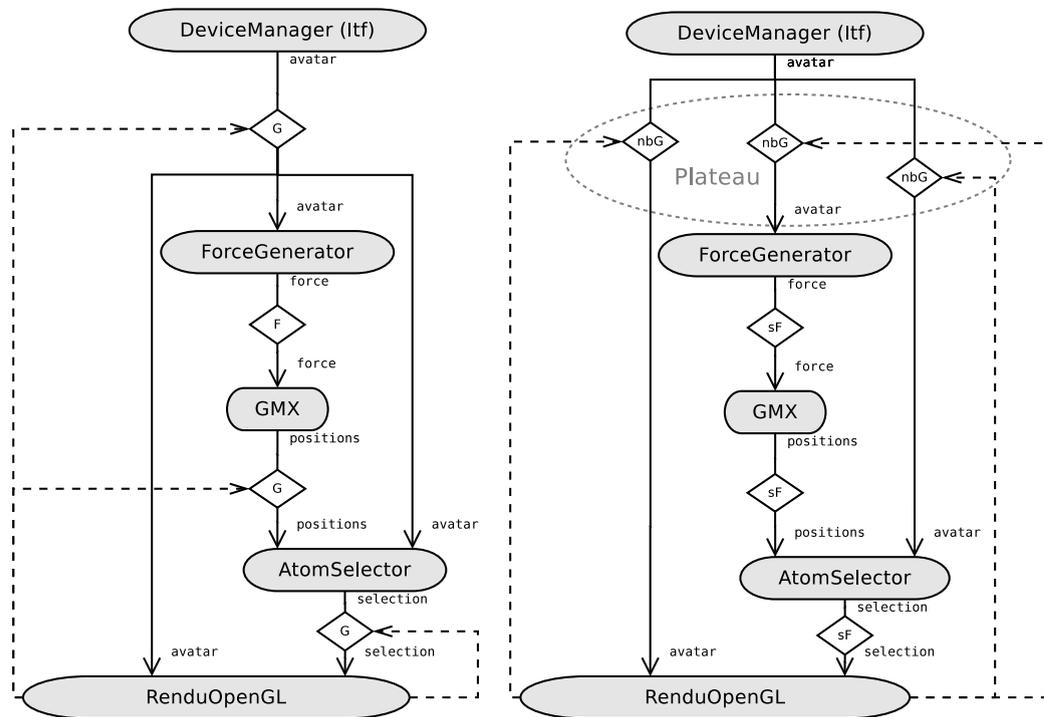 DeviceManager (Itf)
avatar
G
avatar
ForceGenerator
force
F
force
GMX
positions
G
positions
avatar
AtomSelector
selection
G
avatar
selection
RenduOpenGL
DeviceManager (Itf)
avatar
nbG
nbG
nbG
Plateau
avatar
ForceGenerator
force
sF
force
GMX
positions
sF
positions
avatar
AtomSelector
selection
sF
avatar
selection
RenduOpenGL